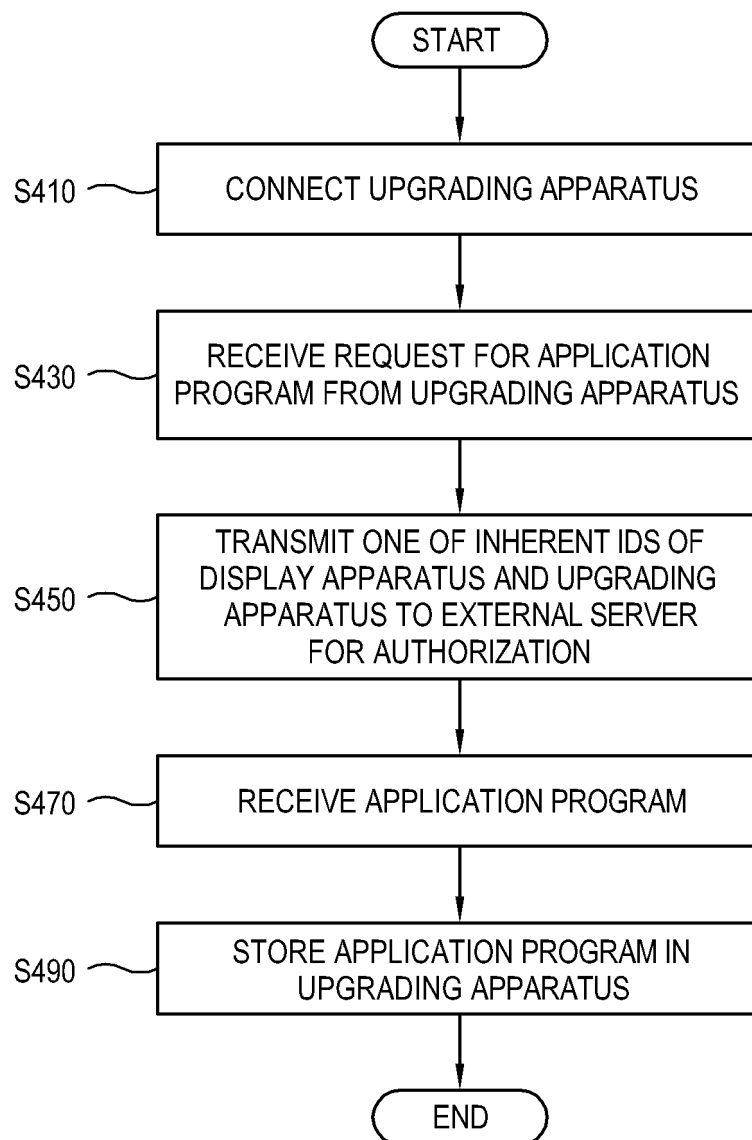 START
S410
CONNECT UPGRADING APPARATUS
S430
RECEIVE REQUEST FOR APPLICATION
PROGRAM FROM UPGRADING APPARATUS
S450
TRANSMIT ONE OF INHERENT IDS OF
DISPLAY APPARATUS AND UPGRADING
APPARATUS TO EXTERNAL SERVER
FOR AUTHORIZATION
S470
RECEIVE APPLICATION PROGRAM
S490
STORE APPLICATION PROGRAM IN
UPGRADING APPARATUS
END